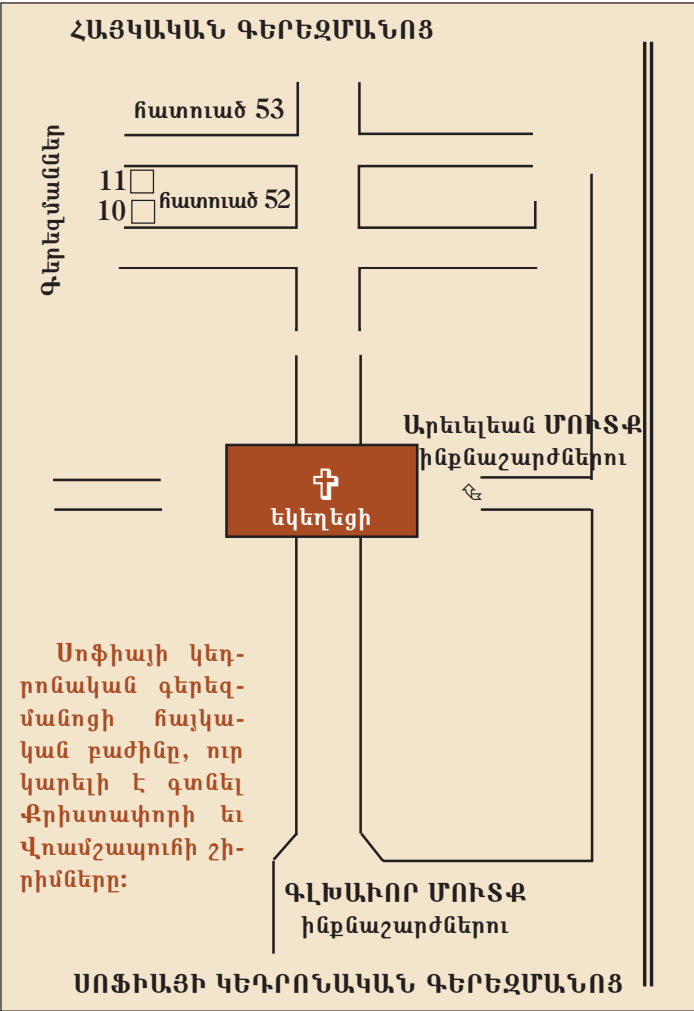 ՀԱՅԿԱԿԱՆ ԳԵՐԵԶՄԱՆՈՑ
հատուած 53
Գերեզմաններ
11
10
հատուած 52
Արեւելեան ՄՈՒՏՔ
ինքնաշարժներու
եկեղեցի
Սոֆիայի կեդ-
րոնական գերեզ-
մանոցի հայկա-
կան բաժինը, ուր
կարելի է գտնել
Քրիստափորի եւ
Վռամշապուհի շի-
րիմները:
ԳԼԽԱՒՈՐ ՄՈՒՏՔ
ինքնաշարժներու
ՍՈՖԻԱՅԻ ԿԵԴՐՈՆԱԿԱՆ ԳԵՐԵԶՄԱՆՈՑ